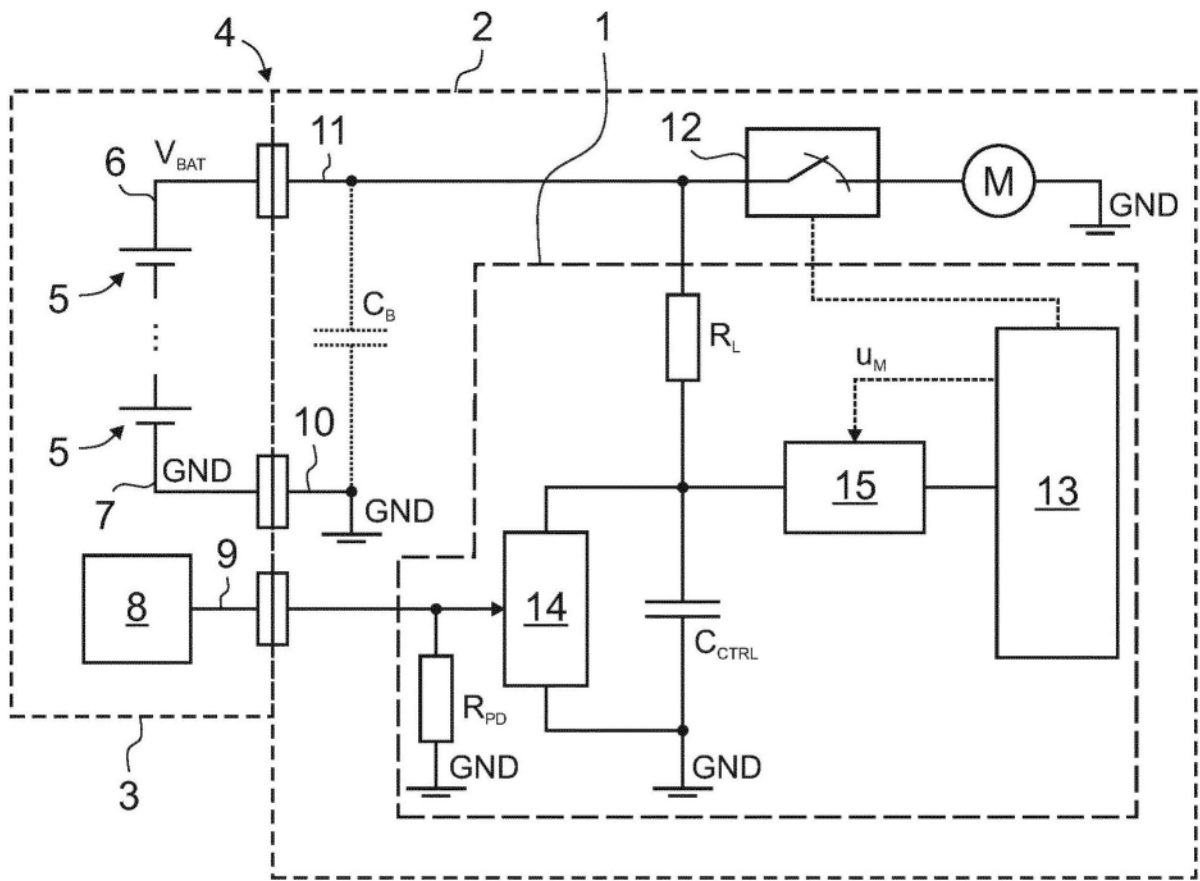 1
2
4
11
12
V_BAT
6
M
GND
5
C_B
R_L
u_M
5
10
15
13
GND
7
GND
9
8
14
C_CTRL
R_PD
GND
GND
3